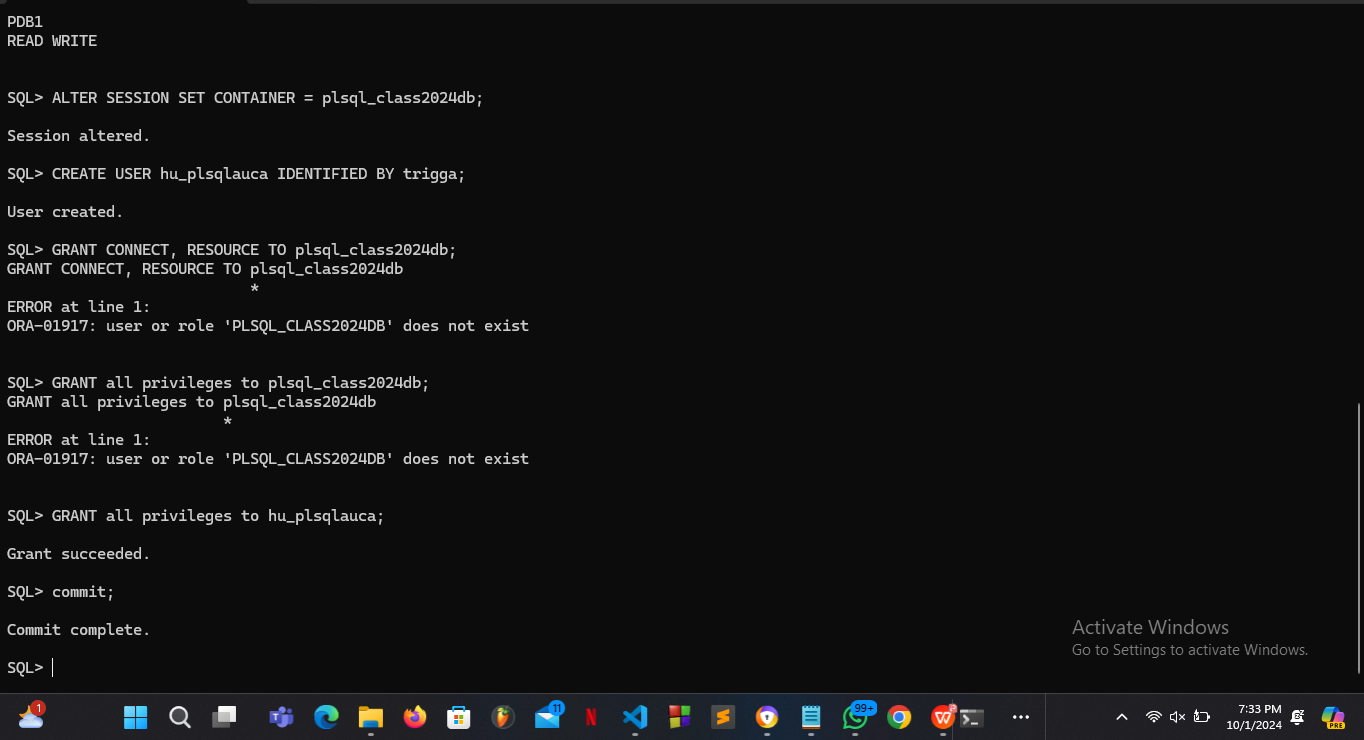 PDB1
READ WRITE
SQL> ALTER SESSION SET CONTAINER = plsql_class2024db;
Session altered.
SQL> CREATE USER hu_plsqlauca IDENTIFIED BY trigga;
User created.
SQL> GRANT CONNECT, RESOURCE TO plsql_class2024db;
GRANT CONNECT, RESOURCE TO plsql_class2024db
*
ERROR at line 1:
ORA-01917: user or role 'PLSQL_CLASS2024DB' does not exist
SQL> GRANT all privileges to plsql_class2024db;
GRANT all privileges to plsql_class2024db
*
ERROR at line 1:
ORA-01917: user or role 'PLSQL_CLASS2024DB' does not exist
SQL> GRANT all privileges to hu_plsqlauca;
Grant succeeded.
SQL> commit;
Commit complete.
SQL>
Activate Windows
Go to Settings to activate Windows.
1
11
99+
7:33 PM
10/1/2024
PRE